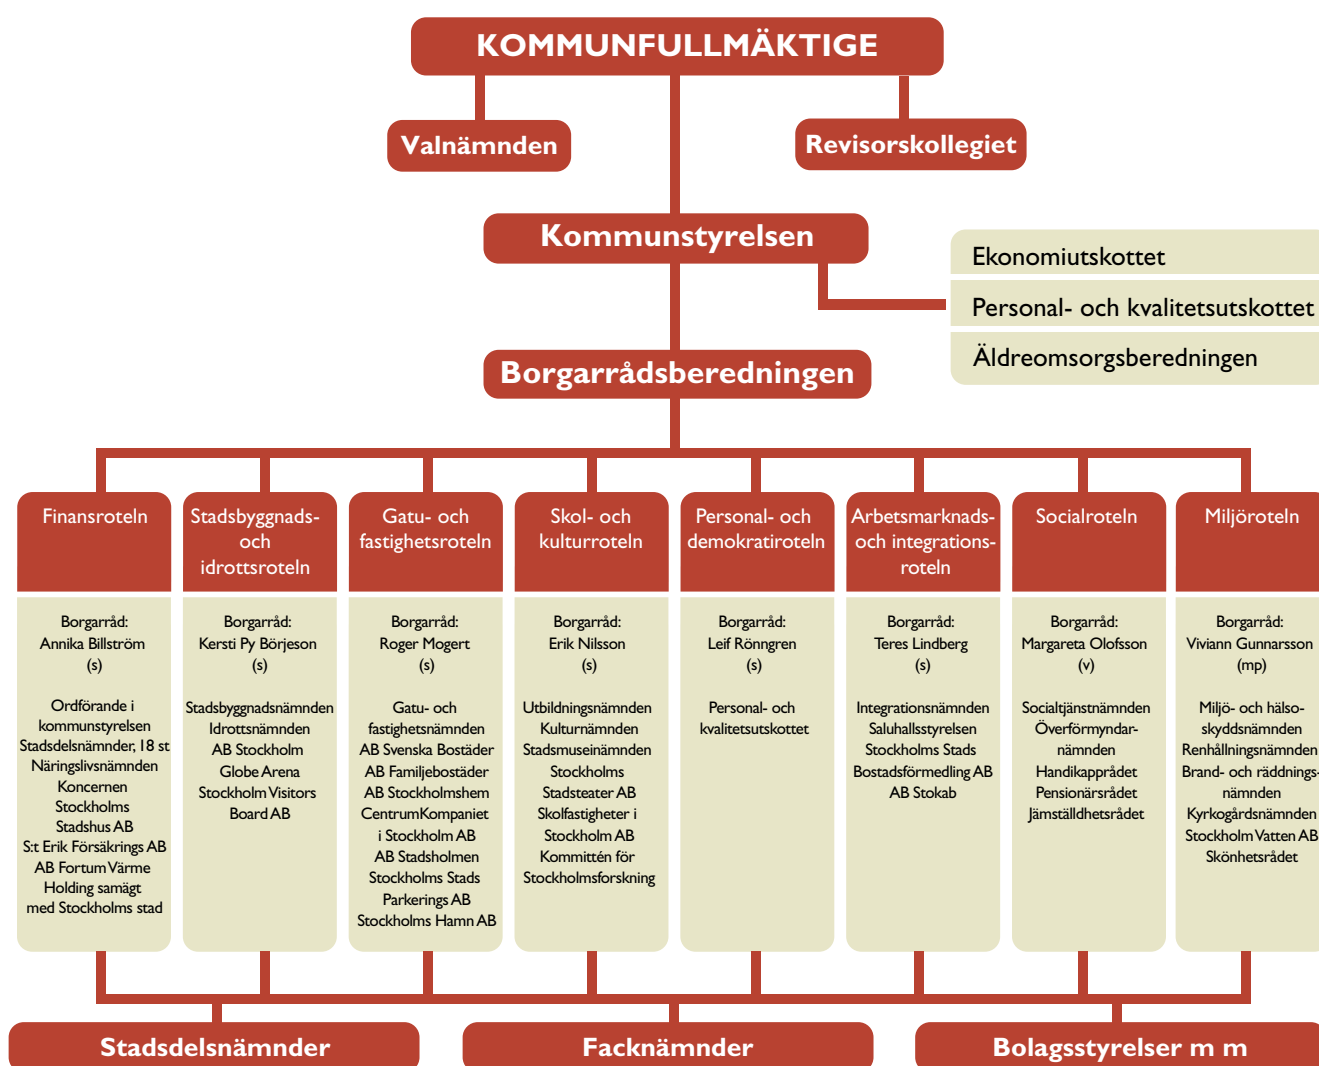 KOMMUNFULLMÄKTIGE
Valnämnden
Revisorskollegiet
Kommunstyrelsen
Ekonomiutskottet
Personal- och kvalitetsutskottet
Äldreomsorgsberedningen
Borgarrådsberedningen
Finansroteln
Borgarråd:
Annika Billström
(s)
Ordförande i
kommunstyrelsen
Stadsdelsnämnder, 18 st
Näringslivsnämnden
Koncernen
Stockholms
Stadshus AB
S:t Erik Försäkrings AB
AB Fortum Värme
Holding samägt
med Stockholms stad
Stadsbyggnads-
och
idrottsroteln
Borgarråd:
Kersti Py Börjeson
(s)
Stadsbyggnadsnämnden
Idrottsnämnden
AB Stockholm
Globe Arena
Stockholm Visitors
Board AB
Gatu- och
fastighetsroteln
Borgarråd:
Roger Mogert
(s)
Gatu- och
fastighetsnämnden
AB Svenska Bostäder
AB Familjebostäder
AB Stockholmshem
CentrumKompaniet
i Stockholm AB
AB Stadsholmen
Stockholms Stads
Parkerings AB
Stockholms Hamn AB
Skol- och
kulturroteln
Borgarråd:
Erik Nilsson
(s)
Utbildningsnämnden
Kulturnämnden
Stadsmuseinämnden
Stockholms
Stadsteater AB
Skolfastigheter i
Stockholm AB
Kommittén för
Stockholmsforskning
Personal- och
demokratiroteln
Borgarråd:
Leif Rönngren
(s)
Personal- och
kvalitetsutskottet
Arbetsmarknads-
och integrations-
roteln
Borgarråd:
Teres Lindberg
(s)
Integrationsnämnden
Saluhallsstyrelsen
Stockholms Stads
Bostadsförmedling AB
AB Stokab
Socialroteln
Borgarråd:
Margareta Olofsson
(v)
Socialtjänstnämnden
Överförmyndar-
nämnden
Handikapprådet
Pensionärsrådet
Jämställdhetsrådet
Miljöroteln
Borgarråd:
Viviann Gunnarsson
(mp)
Miljö- och hälso-
skyddsnämnden
Renhållningsnämnden
Brand- och räddnings-
nämnden
Kyrkogårdsnämnden
Stockholm Vatten AB
Skönhetsrådet
Stadsdelsnämnder
Facknämnder
Bolagsstyrelser m m